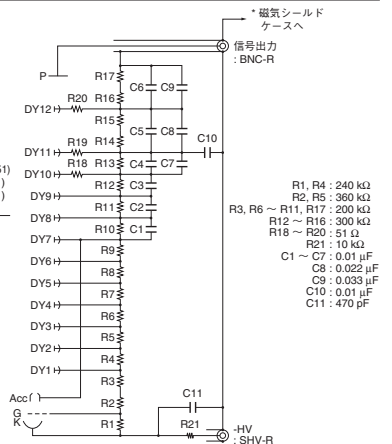 * 磁気シールド
ケースへ
信号出力
: BNC-R
P
R17
C6 C9
R16
R20
DY12
R15
C5 C8
R19
R14
C10
DY11
R18
R13
C4 C7
DY10
R12
C3
DY9
R11
C2
DY8
R10
C1
DY7
R9
DY6
R8
DY5
R7
DY4
R6
DY3
R5
DY2
R4
DY1
R3
Acc
R2
G
K
R1
C11
R21
-HV
: SHV-R
51)
)
)
R1, R4 : 240 kΩ
R2, R5 : 360 kΩ
R3, R6 ～ R11, R17 : 200 kΩ
R12 ～ R16 : 300 kΩ
R18 ～ R20 : 51 Ω
R21 : 10 kΩ
C1 ～ C7 : 0.01 µF
C8 : 0.022 µF
C9 : 0.033 µF
C10 : 0.01 µF
C11 : 470 pF